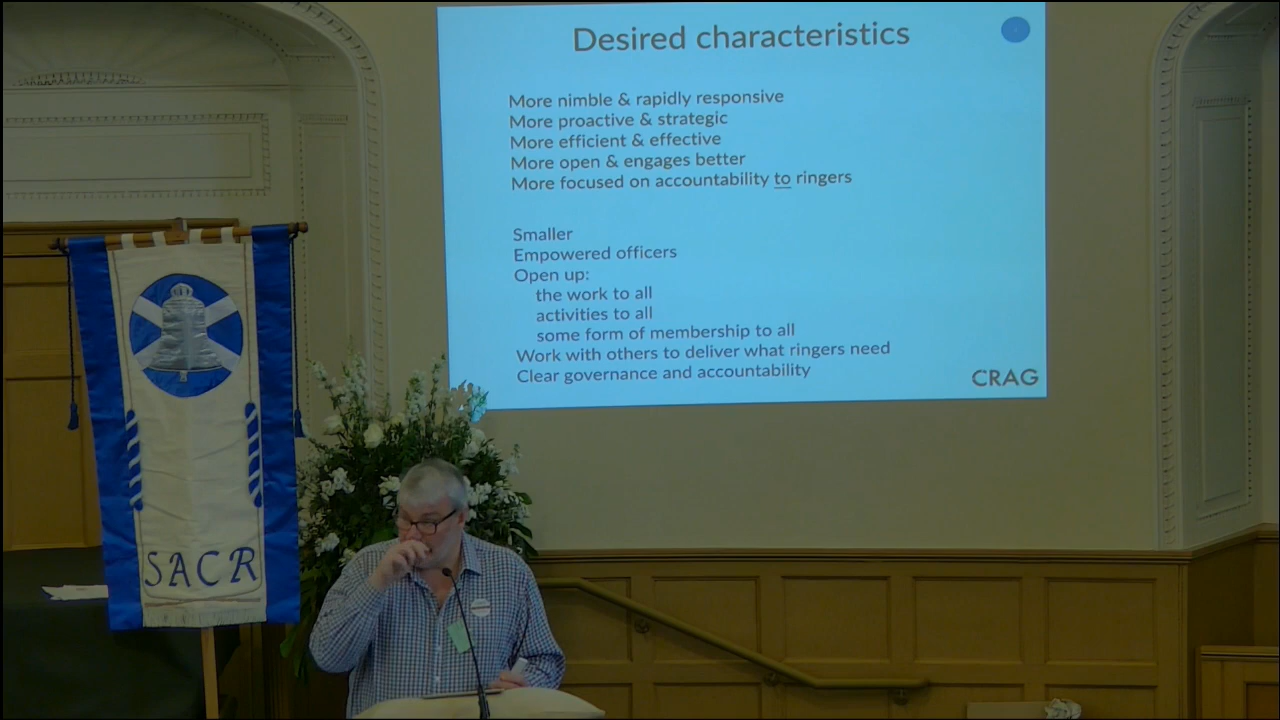 Desired characteristics
More nimble & rapidly responsive
More proactive & strategic
More efficient & effective
More open & engages better
More focused on accountability to ringers
Smaller
Empowered officers
Open up:
the work to all
activities to all
some form of membership to all
Work with others to deliver what ringers need
Clear governance and accountability
CRAG
SACR